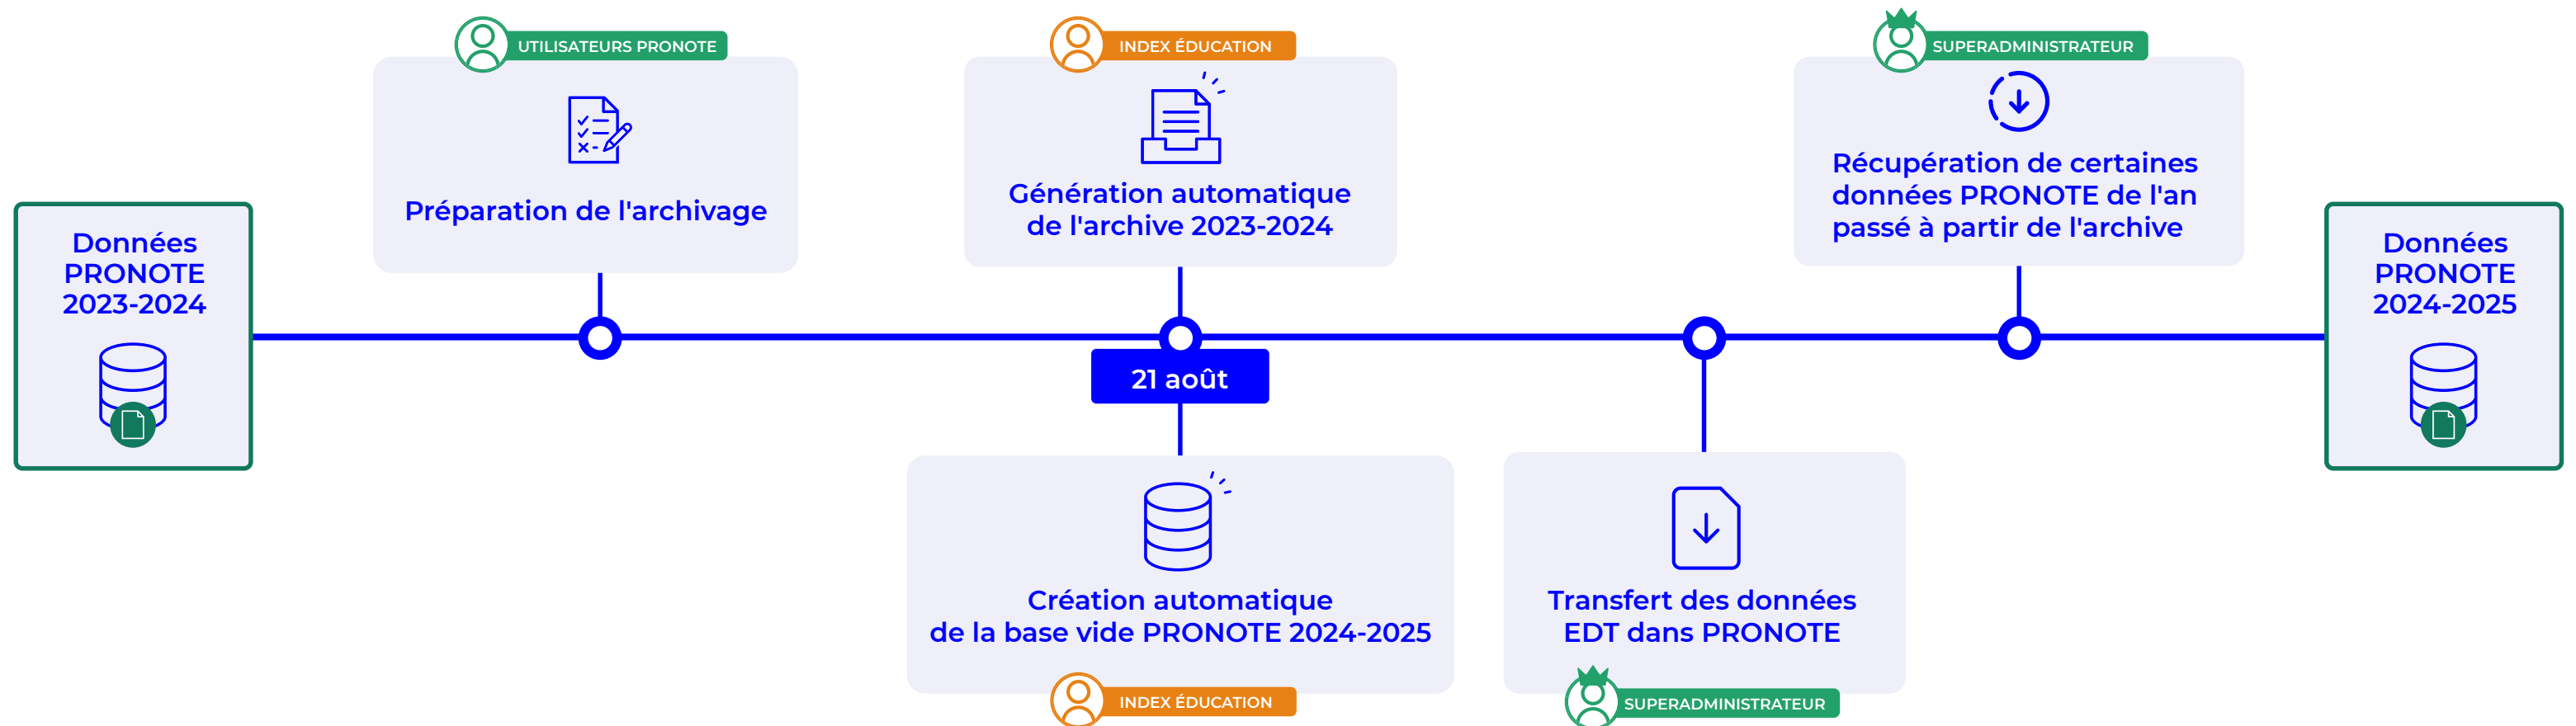 Données
PRONOTE
2023-2024
UTILISATEURS PRONOTE
Préparation de l'archivage
INDEX ÉDUCATION
Génération automatique
de l'archive 2023-2024
21 août
Création automatique
de la base vide PRONOTE 2024-2025
INDEX ÉDUCATION
Transfert des données
EDT dans PRONOTE
SUPERADMINISTRATEUR
SUPERADMINISTRATEUR
Récupération de certaines
données PRONOTE de l'an
passé à partir de l'archive
Données
PRONOTE
2024-2025